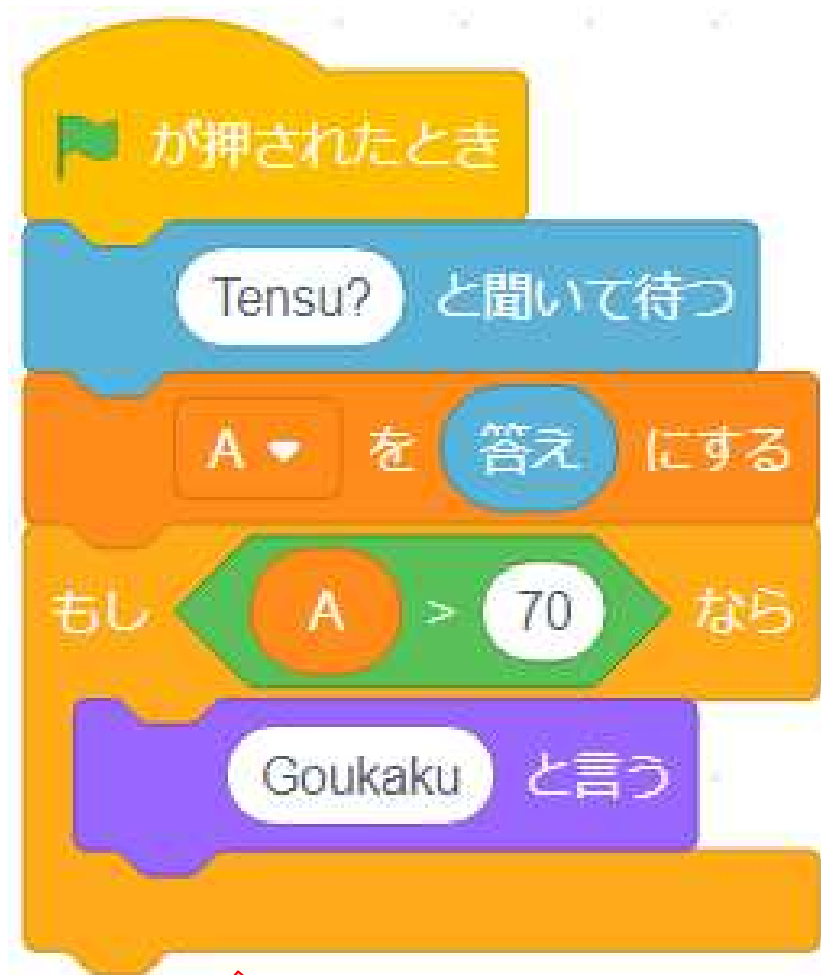 が押されたとき
Tensu? と聞いて待つ
A を 答え にする
もし A > 70 なら
Goukaku と言う